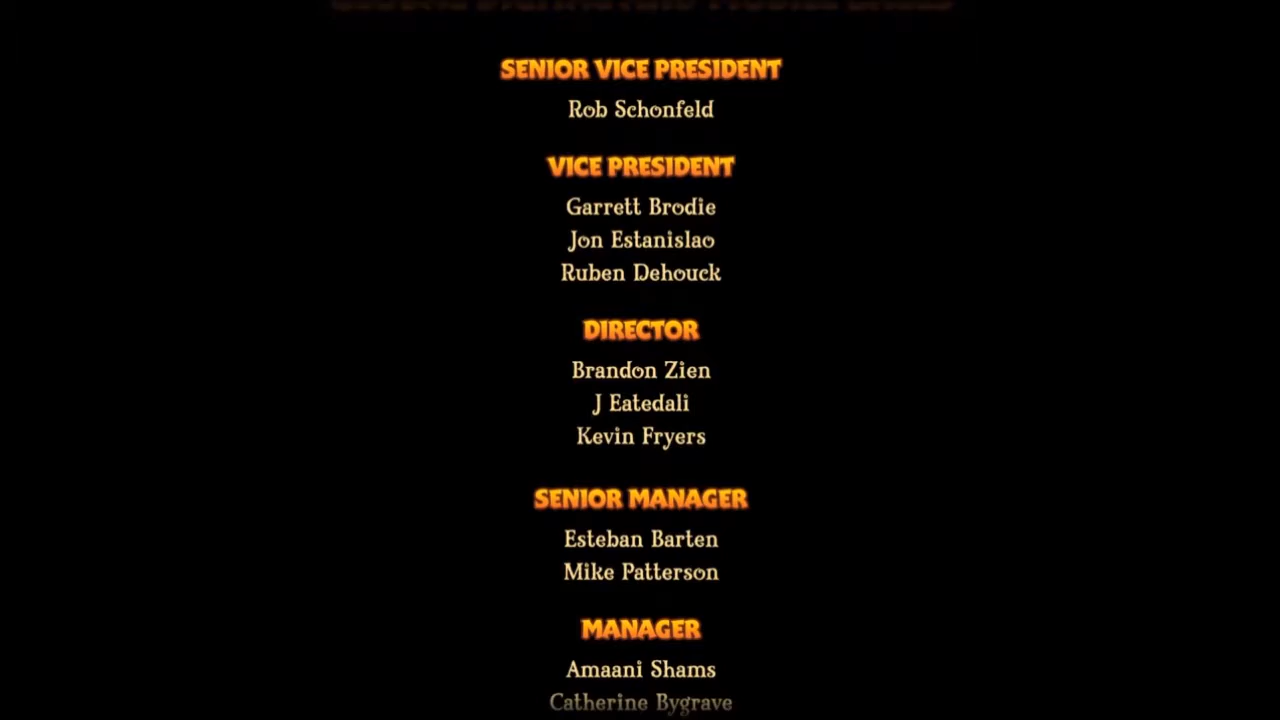 SENIOR VICE PRESIDENT
Rob Schonfeld
VICE PRESIDENT
Garrett Brodie
Jon Estanislao
Ruben Dehouck
DIRECTOR
Brandon Zien
J Eatedali
Kevin Fryers
SENIOR MANAGER
Esteban Barten
Mike Patterson
MANAGER
Amaani Shams
Catherine Bygrave